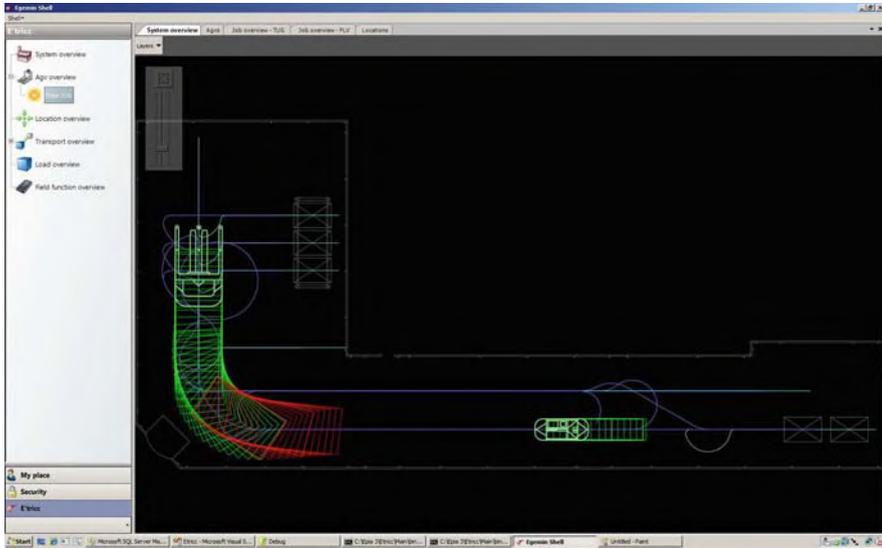 Egemin Shell
Shell
E'tricc
System overview
Agvs
Job overview - TUG
Job overview - FLV
Locations
Layers
System overview
Agv overview
Location overview
Transport overview
Load overview
Field function overview
My place
Security
E'tricc
Start
Microsoft SQL Server Ma...
Etricc - Microsoft Visual S...
Debug
Egemin Shell
Untitled - Paint